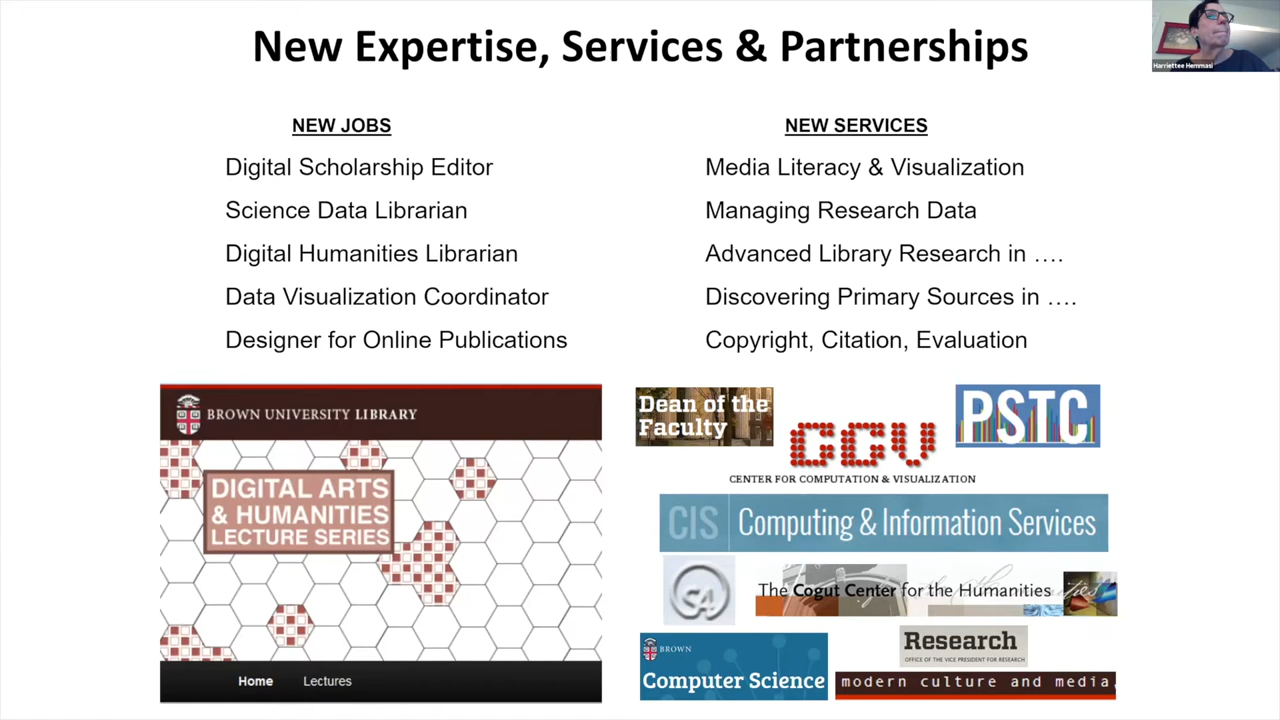 New Expertise, Services & Partnerships
Harriettee Hemmasi
NEW JOBS
Digital Scholarship Editor
Science Data Librarian
Digital Humanities Librarian
Data Visualization Coordinator
Designer for Online Publications
NEW SERVICES
Media Literacy & Visualization
Managing Research Data
Advanced Library Research in ....
Discovering Primary Sources in ....
Copyright, Citation, Evaluation
BROWN UNIVERSITY LIBRARY
DIGITAL ARTS
& HUMANITIES
LECTURE SERIES
Home Lectures
Dean of the
Faculty
CCV
CENTER FOR COMPUTATION & VISUALIZATION
PSTC
CIS Computing & Information Services
S4
The Cogut Center for the Humanities
BROWN
Computer Science
Research
OFFICE OF THE VICE PRESIDENT FOR RESEARCH
modern culture and media,